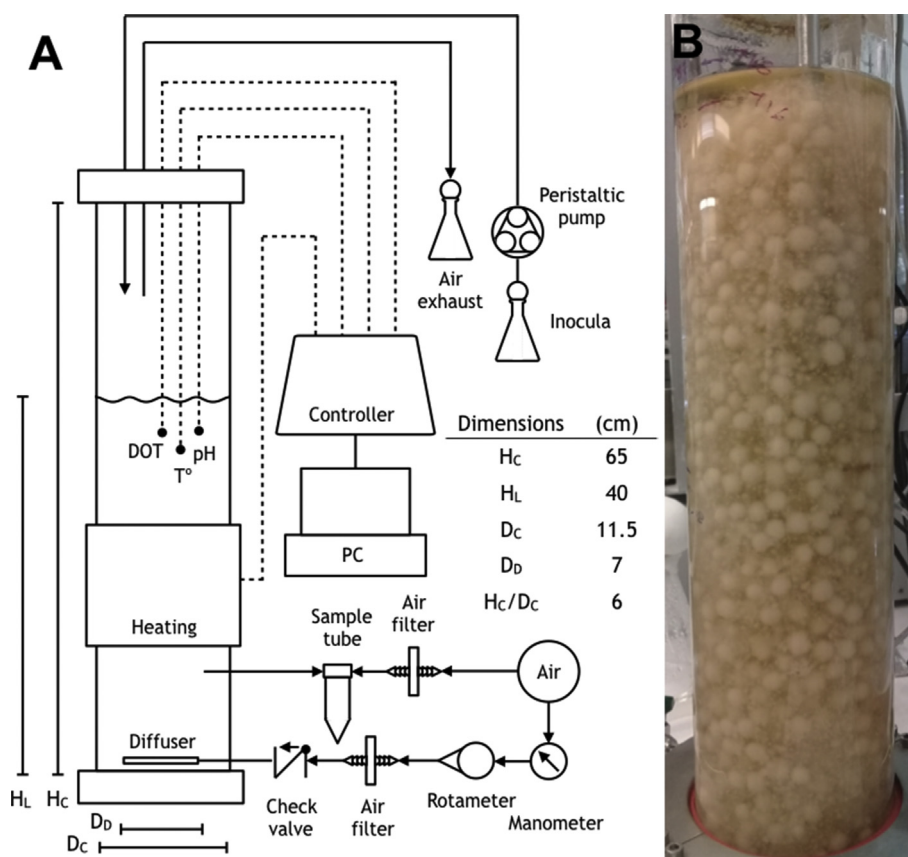 A
B
Peristaltic
pump
Air
exhaust
Inocula
Controller
DOT
pH
T°
PC
Dimensions (cm)
Hc 65
HL 40
Dc 11.5
DD 7
Hc/Dc 6
Heating
Sample
tube
Air
filter
Air
Diffuser
Check
valve
Air
filter
Rotameter
Manometer
HL
Hc
DD
Dc